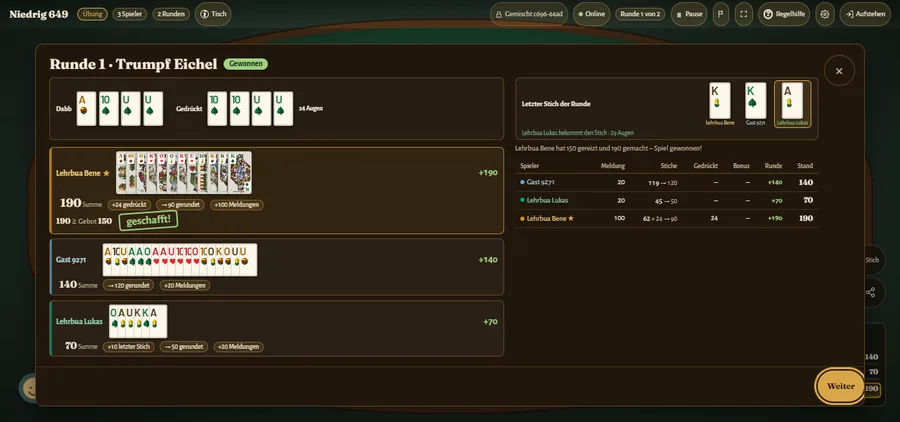 Niedrig 649 Übung 3 Spieler 2 Runden Tisch Gemischt c696-44ad Online Runde 1 von 2 Pause Regelhilfe Aufstehen
Runde 1 · Trumpf Eichel Gewonnen
Dabb A 10 U U Gedrückt 10 10 U U 24 Augen
Lehrbua Bene ★ +190
190 Summe +24 gedrückt → 90 gerundet +100 Meldungen
190 ≥ Gebot 150 geschafft!
Gast 9271 +140
140 Summe → 120 gerundet +20 Meldungen
Lehrbua Lukas O A U K K A +70
70 Summe +10 letzter Stich → 50 gerundet +20 Meldungen
Letzter Stich der Runde K K A
Lehrbua Bene Gast 9271 Lehrbua Lukas
Lehrbua Lukas bekommt den Stich · 29 Augen
Lehrbua Bene hat 150 gereizt und 190 gemacht – Spiel gewonnen!
Spieler Meldung Stiche Gedrückt Bonus Runde Stand
Gast 9271 20 119 → 120 – – +140 140
Lehrbua Lukas 20 45 → 50 – – +70 70
Lehrbua Bene ★ 100 62 + 24 → 90 24 – +190 190
Stich
140
70
190
Weiter